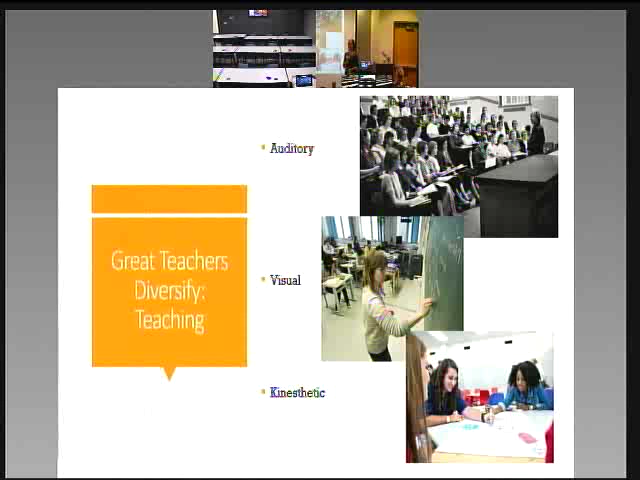 Great Teachers
Diversify:
Teaching
Auditory
Visual
Kinesthetic